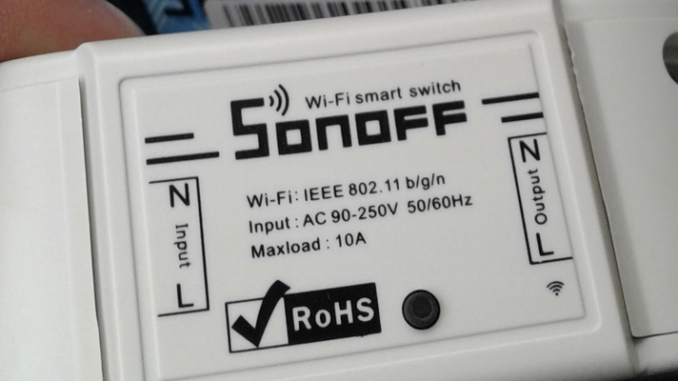 Wi-Fi smart switch
SONOFF
N
Input
L
Wi-Fi: IEEE 802.11 b/g/n
Input : AC 90-250V 50/60Hz
Maxload : 10A
N
Output
L
RoHS